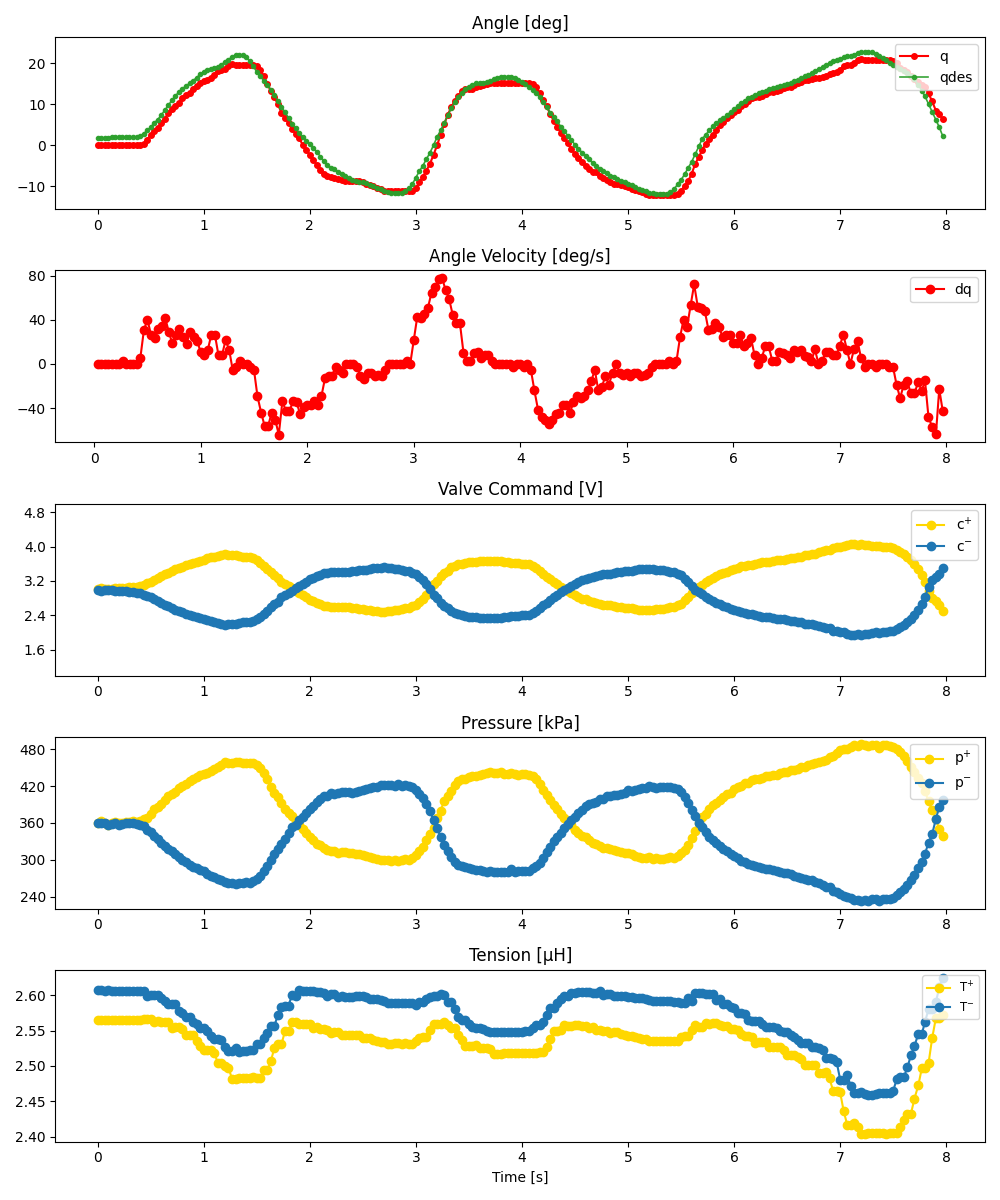 Angle [deg]
20
10
0
−10
q
qdes
0 1 2 3 4 5 6 7 8
Angle Velocity [deg/s]
80
40
0
−40
dq
0 1 2 3 4 5 6 7 8
Valve Command [V]
4.8
4.0
3.2
2.4
1.6
c⁺
c⁻
0 1 2 3 4 5 6 7 8
Pressure [kPa]
480
420
360
300
240
p⁺
p⁻
0 1 2 3 4 5 6 7 8
Tension [μH]
2.60
2.55
2.50
2.45
2.40
T⁺
T⁻
0 1 2 3 4 5 6 7 8
Time [s]